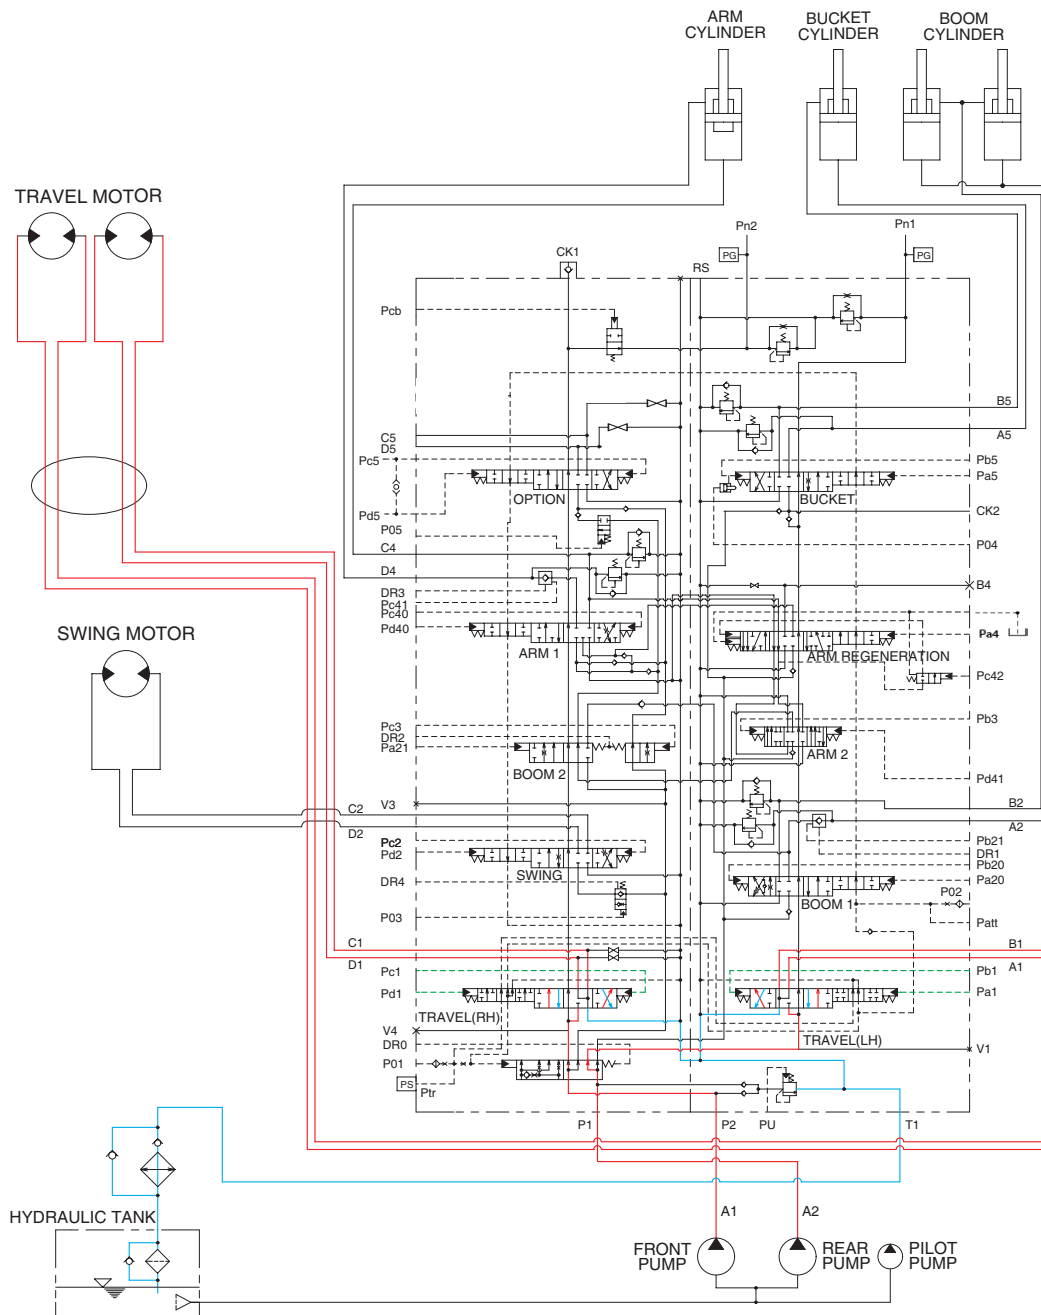 ARM
CYLINDER
BUCKET
CYLINDER
BOOM
CYLINDER
TRAVEL MOTOR
Pn2
Pn1
PG
PG
CK1
RS
Pcb
C5
D5
Pc5
Pd5
P05
C4
D4
DR3
Pc41
Pc40
Pd40
OPTION
BUCKET
B5
A5
Pb5
Pa5
CK2
P04
B4
Pa4
SWING MOTOR
ARM 1
ARM REGENERATION
Pc42
Pb3
Pc3
DR2
Pa21
BOOM 2
ARM 2
Pd41
C2
V3
D2
B2
A2
Pc2
Pd2
SWING
Pb21
DR1
Pb20
Pa20
BOOM 1
DR4
P03
P02
Patt
C1
D1
B1
A1
Pc1
Pd1
Pb1
Pa1
TRAVEL(RH)
TRAVEL(LH)
V4
DR0
P01
V1
PS
Ptr
P1
P2
PU
T1
HYDRAULIC TANK
A1
A2
FRONT
PUMP
REAR
PUMP
PILOT
PUMP